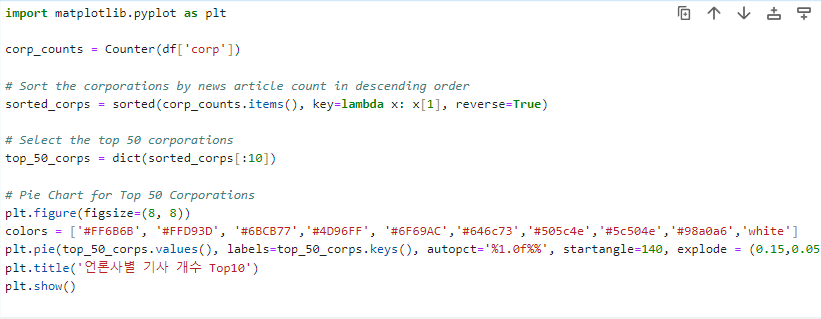 import matplotlib.pyplot as plt
corp_counts = Counter(df['corp'])
# Sort the corporations by news article count in descending order
sorted_corps = sorted(corp_counts.items(), key=lambda x: x[1], reverse=True)
# Select the top 50 corporations
top_50_corps = dict(sorted_corps[:10])
# Pie Chart for Top 50 Corporations
plt.figure(figsize=(8, 8))
colors = ['#FF6B6B', '#FFD93D', '#6BCB77','#4D96FF', '#6F69AC','#646c73','#505c4e','#5c504e','#98a0a6','white']
plt.pie(top_50_corps.values(), labels=top_50_corps.keys(), autopct='%1.0f%%', startangle=140, explode = (0.15,0.05
plt.title('언론사별 기사 개수 Top10')
plt.show()